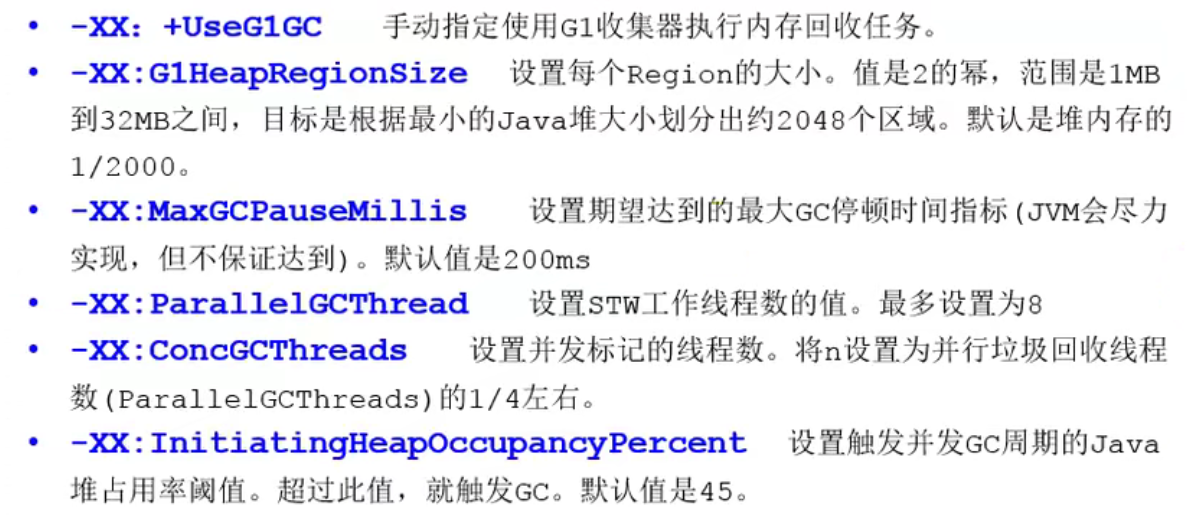 • -XX：+UseG1GC 手动指定使用G1收集器执行内存回收任务。
• -XX:G1HeapRegionSize 设置每个Region的大小。值是2的幂，范围是1MB
到32MB之间，目标是根据最小的Java堆大小划分出约2048个区域。默认是堆内存的
1/2000。
• -XX:MaxGCPauseMillis 设置期望达到的最大GC停顿时间指标(JVM会尽力
实现，但不保证达到)。默认值是200ms
• -XX:ParallelGCThread 设置STW工作线程数的值。最多设置为8
• -XX:ConcGCThreads 设置并发标记的线程数。将n设置为并行垃圾回收线程
数(ParallelGCThreads)的1/4左右。
• -XX:InitiatingHeapOccupancyPercent 设置触发并发GC周期的Java
堆占用率阈值。超过此值，就触发GC。默认值是45。